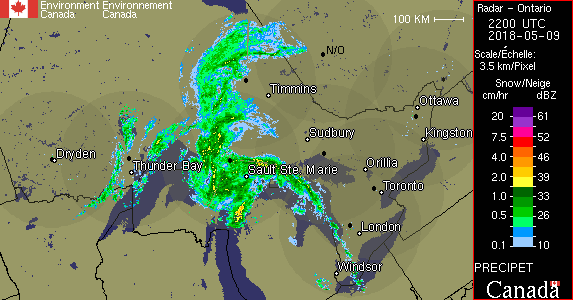 Environment Environnement
Canada Canada
100 KM
N/O
Timmins
Ottawa
Sudbury
Kingston
Dryden
Thunder Bay
Sault Ste. Marie
Orillia
Toronto
London
Windsor
Radar - Ontario
2200 UTC
2018-05-09
Scale/Échelle:
3.5 km/Pixel
Snow/Neige
cm/hr dBZ
20 61
7.5 52
4.0 46
2.0 39
1.0 33
0.5 26
0.1 10
PRECIPET
Canada